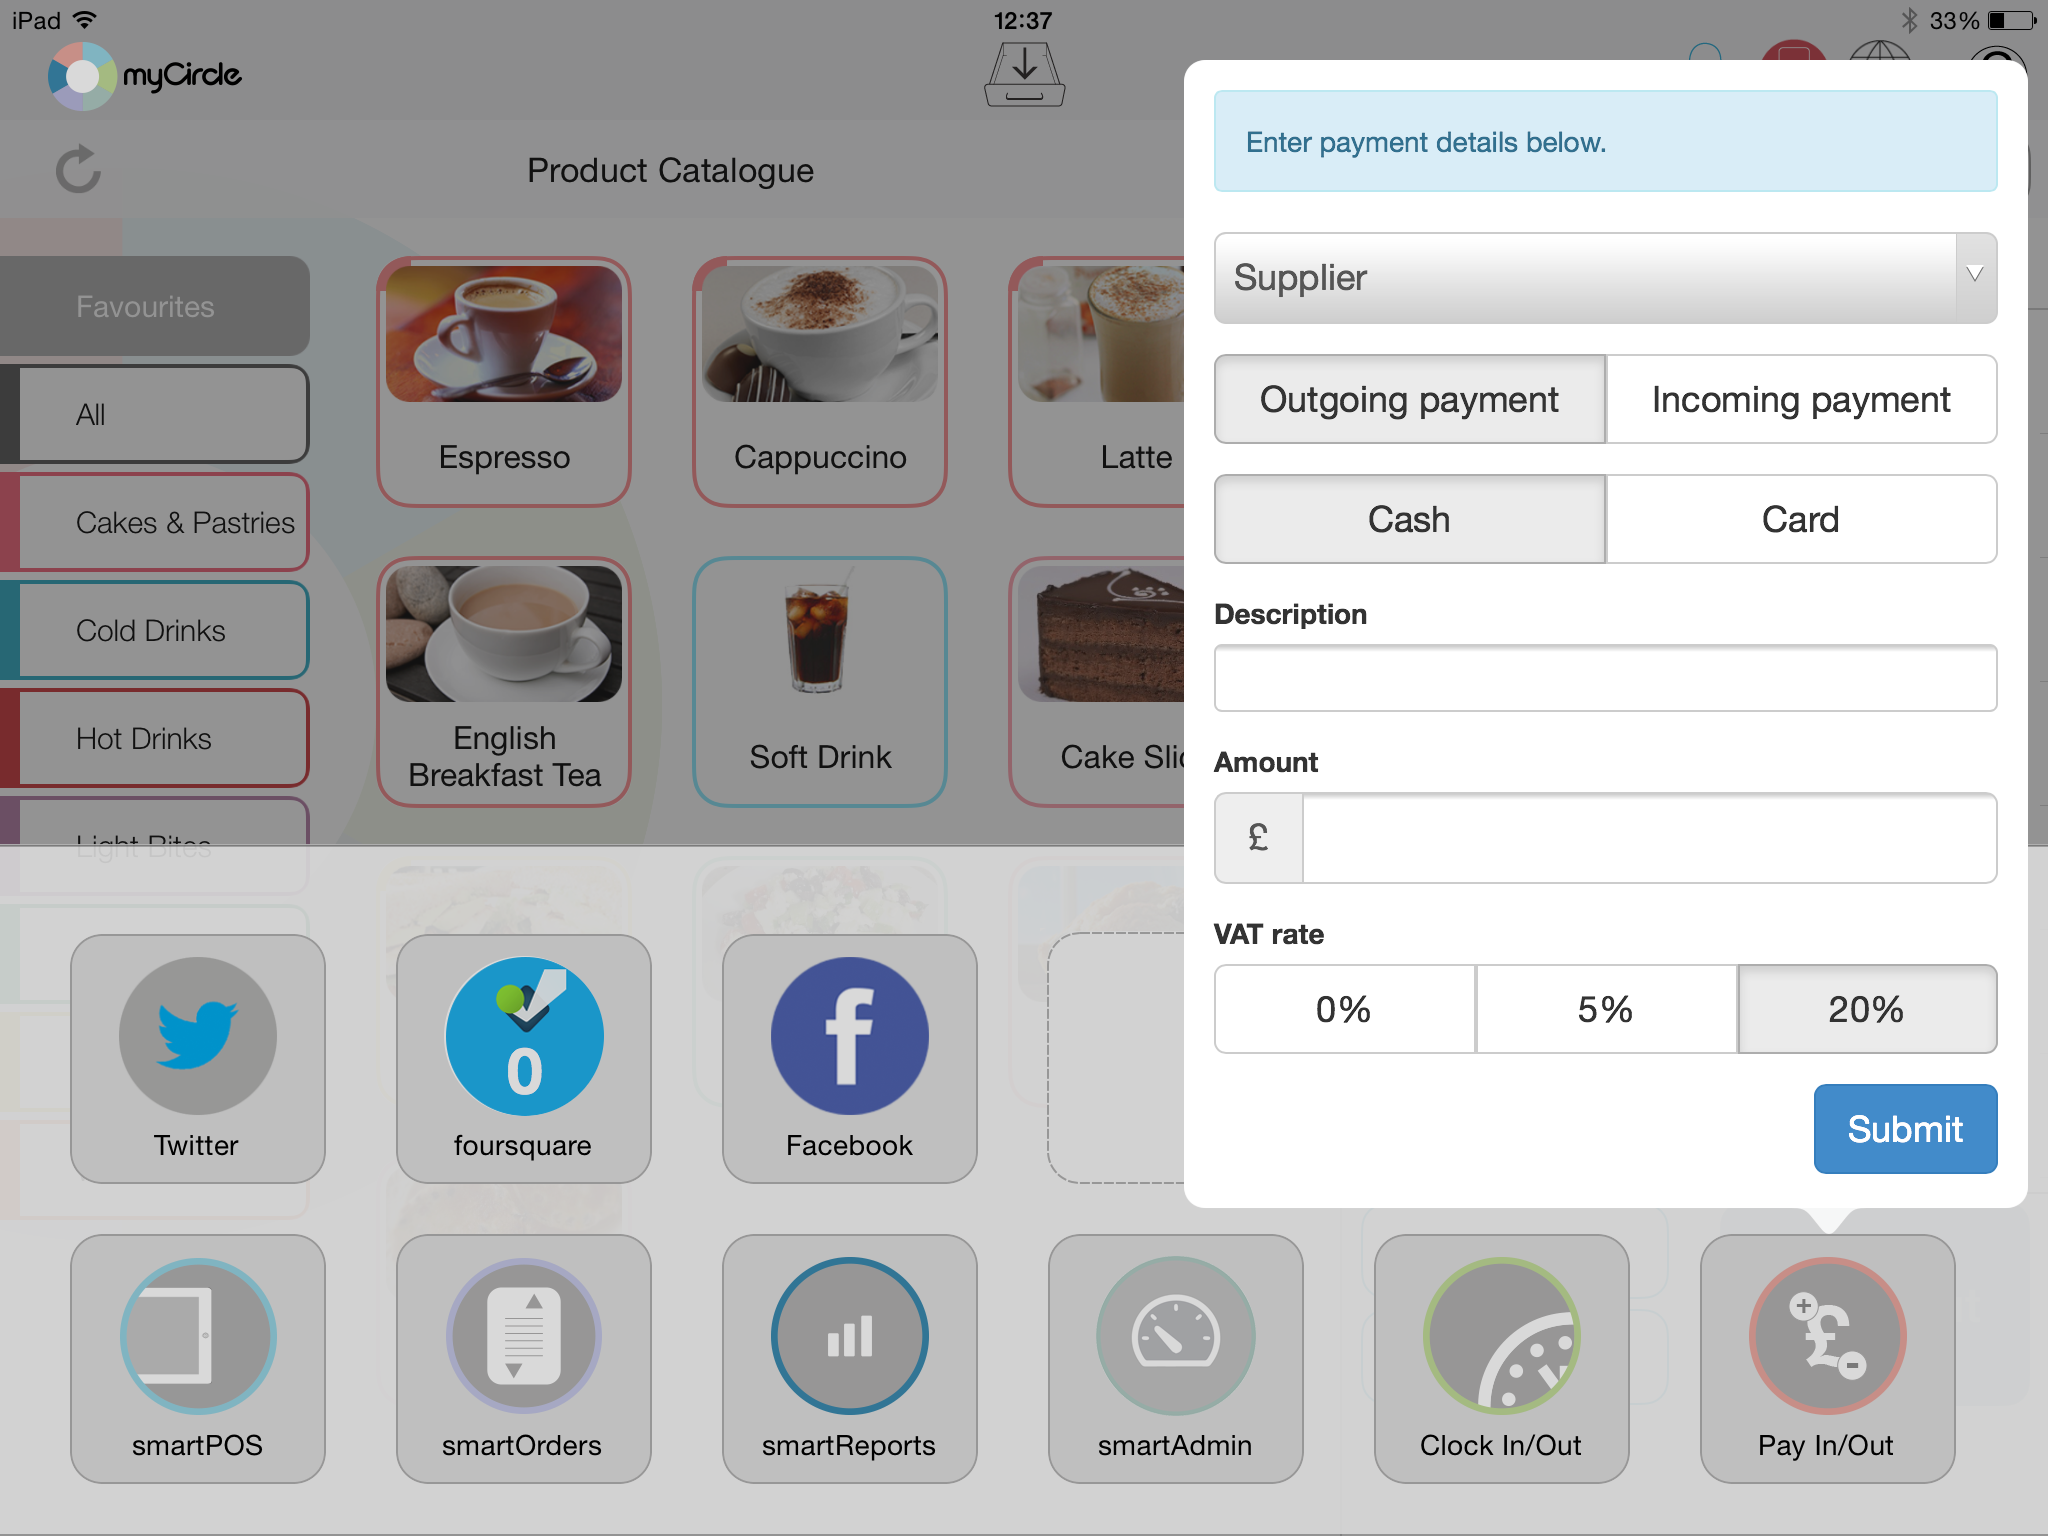 iPad
12:37
33%
myCircle
Product Catalogue
Favourites
All
Cakes & Pastries
Cold Drinks
Hot Drinks
Light Bites
Espresso
Cappuccino
Latte
English
Breakfast Tea
Soft Drink
Cake Slic
Enter payment details below.
Supplier
Outgoing payment
Incoming payment
Cash
Card
Description
Amount
£
VAT rate
0%
5%
20%
Submit
0
Twitter
foursquare
Facebook
smartPOS
smartOrders
smartReports
smartAdmin
Clock In/Out
Pay In/Out